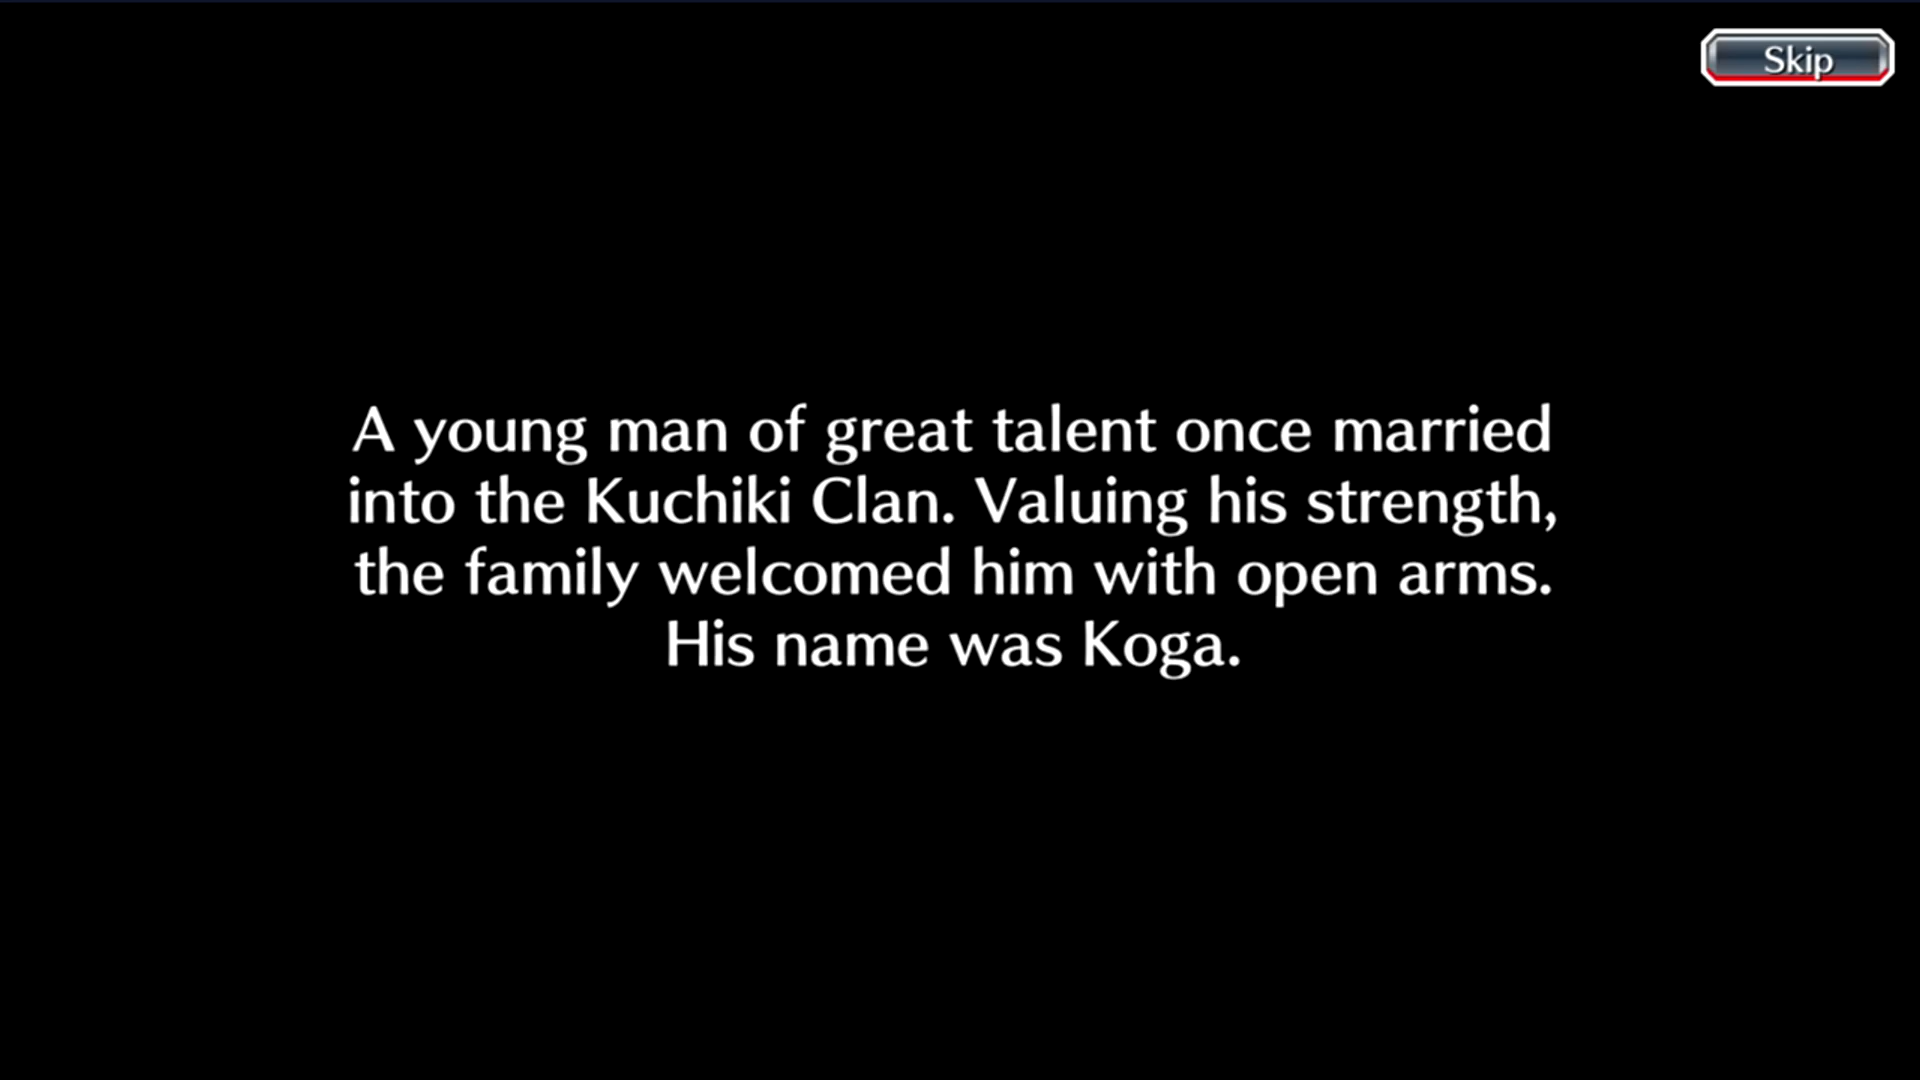 Skip
A young man of great talent once married
into the Kuchiki Clan. Valuing his strength,
the family welcomed him with open arms.
His name was Koga.